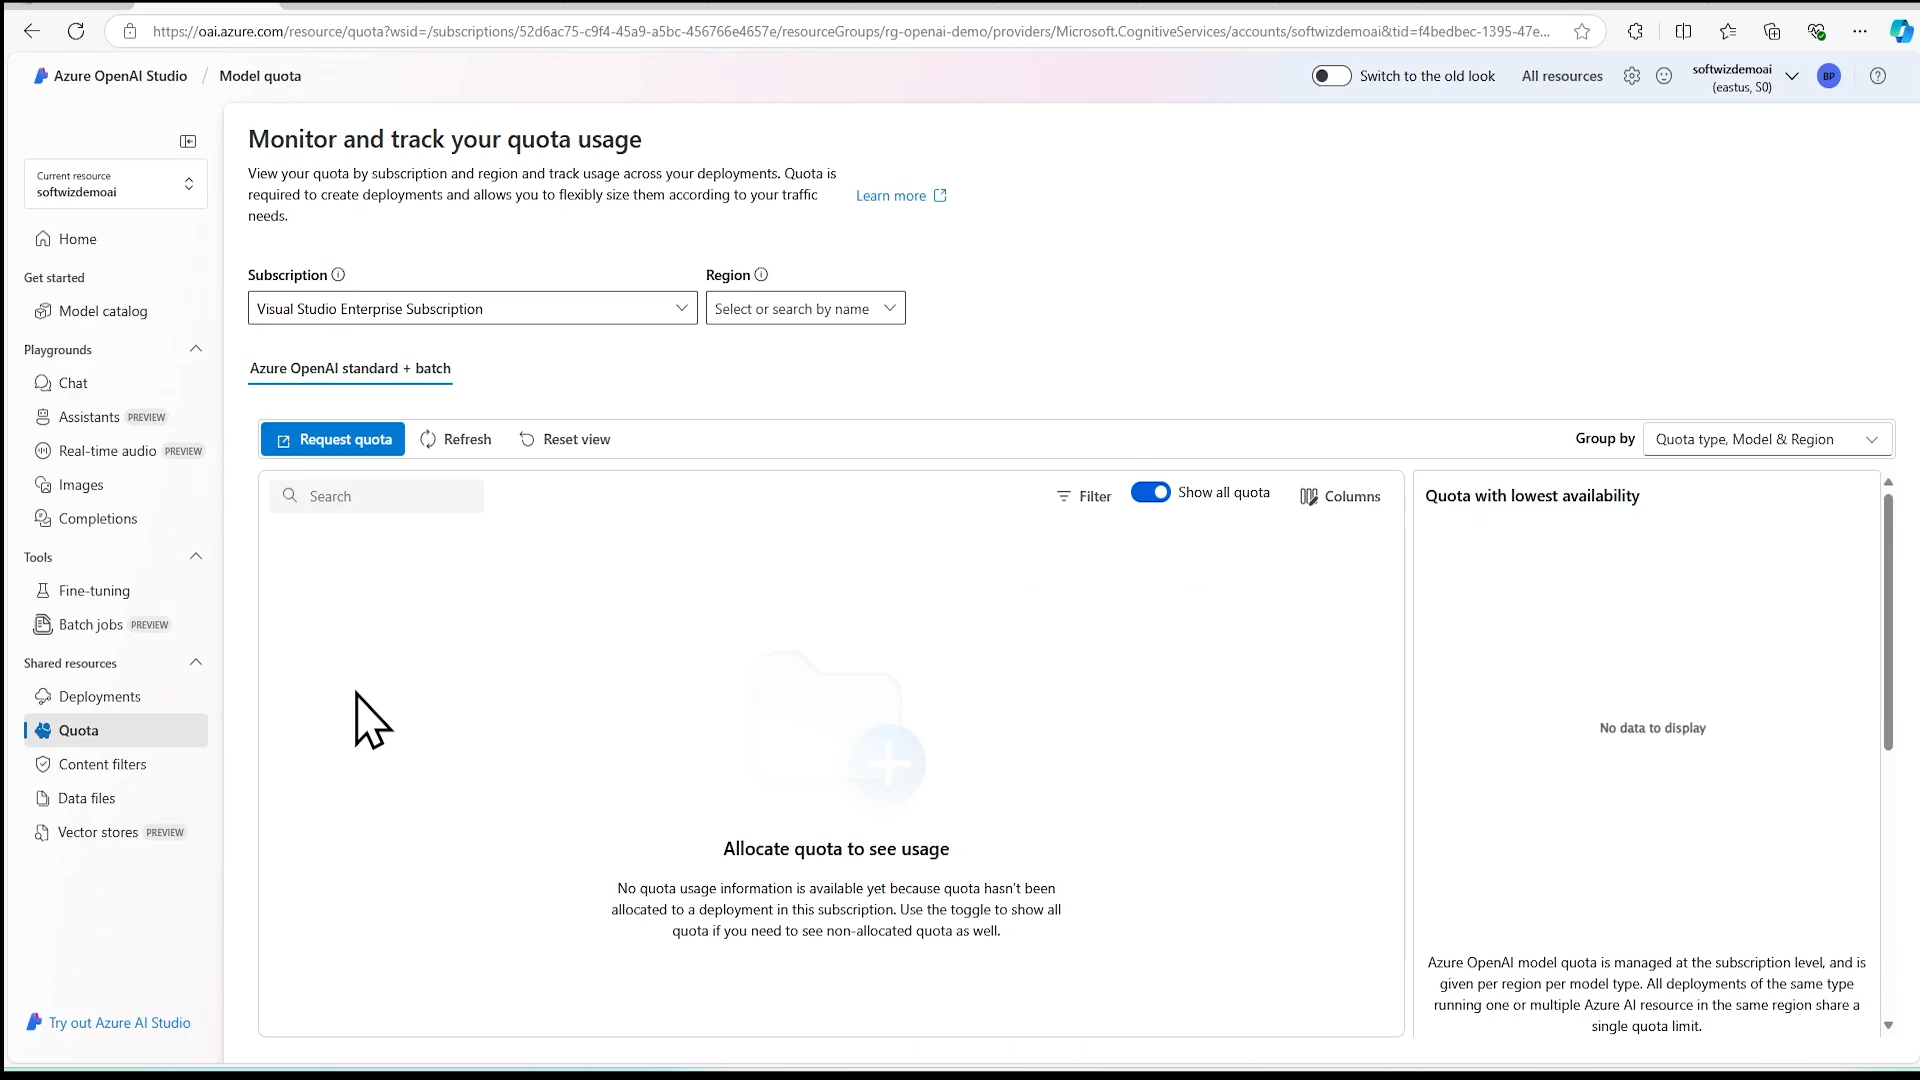 https://oai.azure.com/resource/quota?wsid=/subscriptions/52d6ac75-c9f4-45a9-a5bc-456766e4657e/resourceGroups/rg-openai-demo/providers/Microsoft.CognitiveServices/accounts/softwizdemoai&tid=f4bedbec-1395-47e...
Azure OpenAI Studio / Model quota
Switch to the old look
All resources
softwizdemoai
(eastus, S0)
BP
Current resource
softwizdemoai
Home
Get started
Model catalog
Playgrounds
Chat
Assistants PREVIEW
Real-time audio PREVIEW
Images
Completions
Tools
Fine-tuning
Batch jobs PREVIEW
Shared resources
Deployments
Quota
Content filters
Data files
Vector stores PREVIEW
Try out Azure AI Studio
Monitor and track your quota usage
View your quota by subscription and region and track usage across your deployments. Quota is
required to create deployments and allows you to flexibly size them according to your traffic
needs.
Learn more
Subscription
Region
Visual Studio Enterprise Subscription
Select or search by name
Azure OpenAI standard + batch
Request quota
Refresh
Reset view
Group by
Quota type, Model & Region
Search
Filter
Show all quota
Columns
Allocate quota to see usage
No quota usage information is available yet because quota hasn't been
allocated to a deployment in this subscription. Use the toggle to show all
quota if you need to see non-allocated quota as well.
Quota with lowest availability
No data to display
Azure OpenAI model quota is managed at the subscription level, and is
given per region per model type. All deployments of the same type
running one or multiple Azure AI resource in the same region share a
single quota limit.